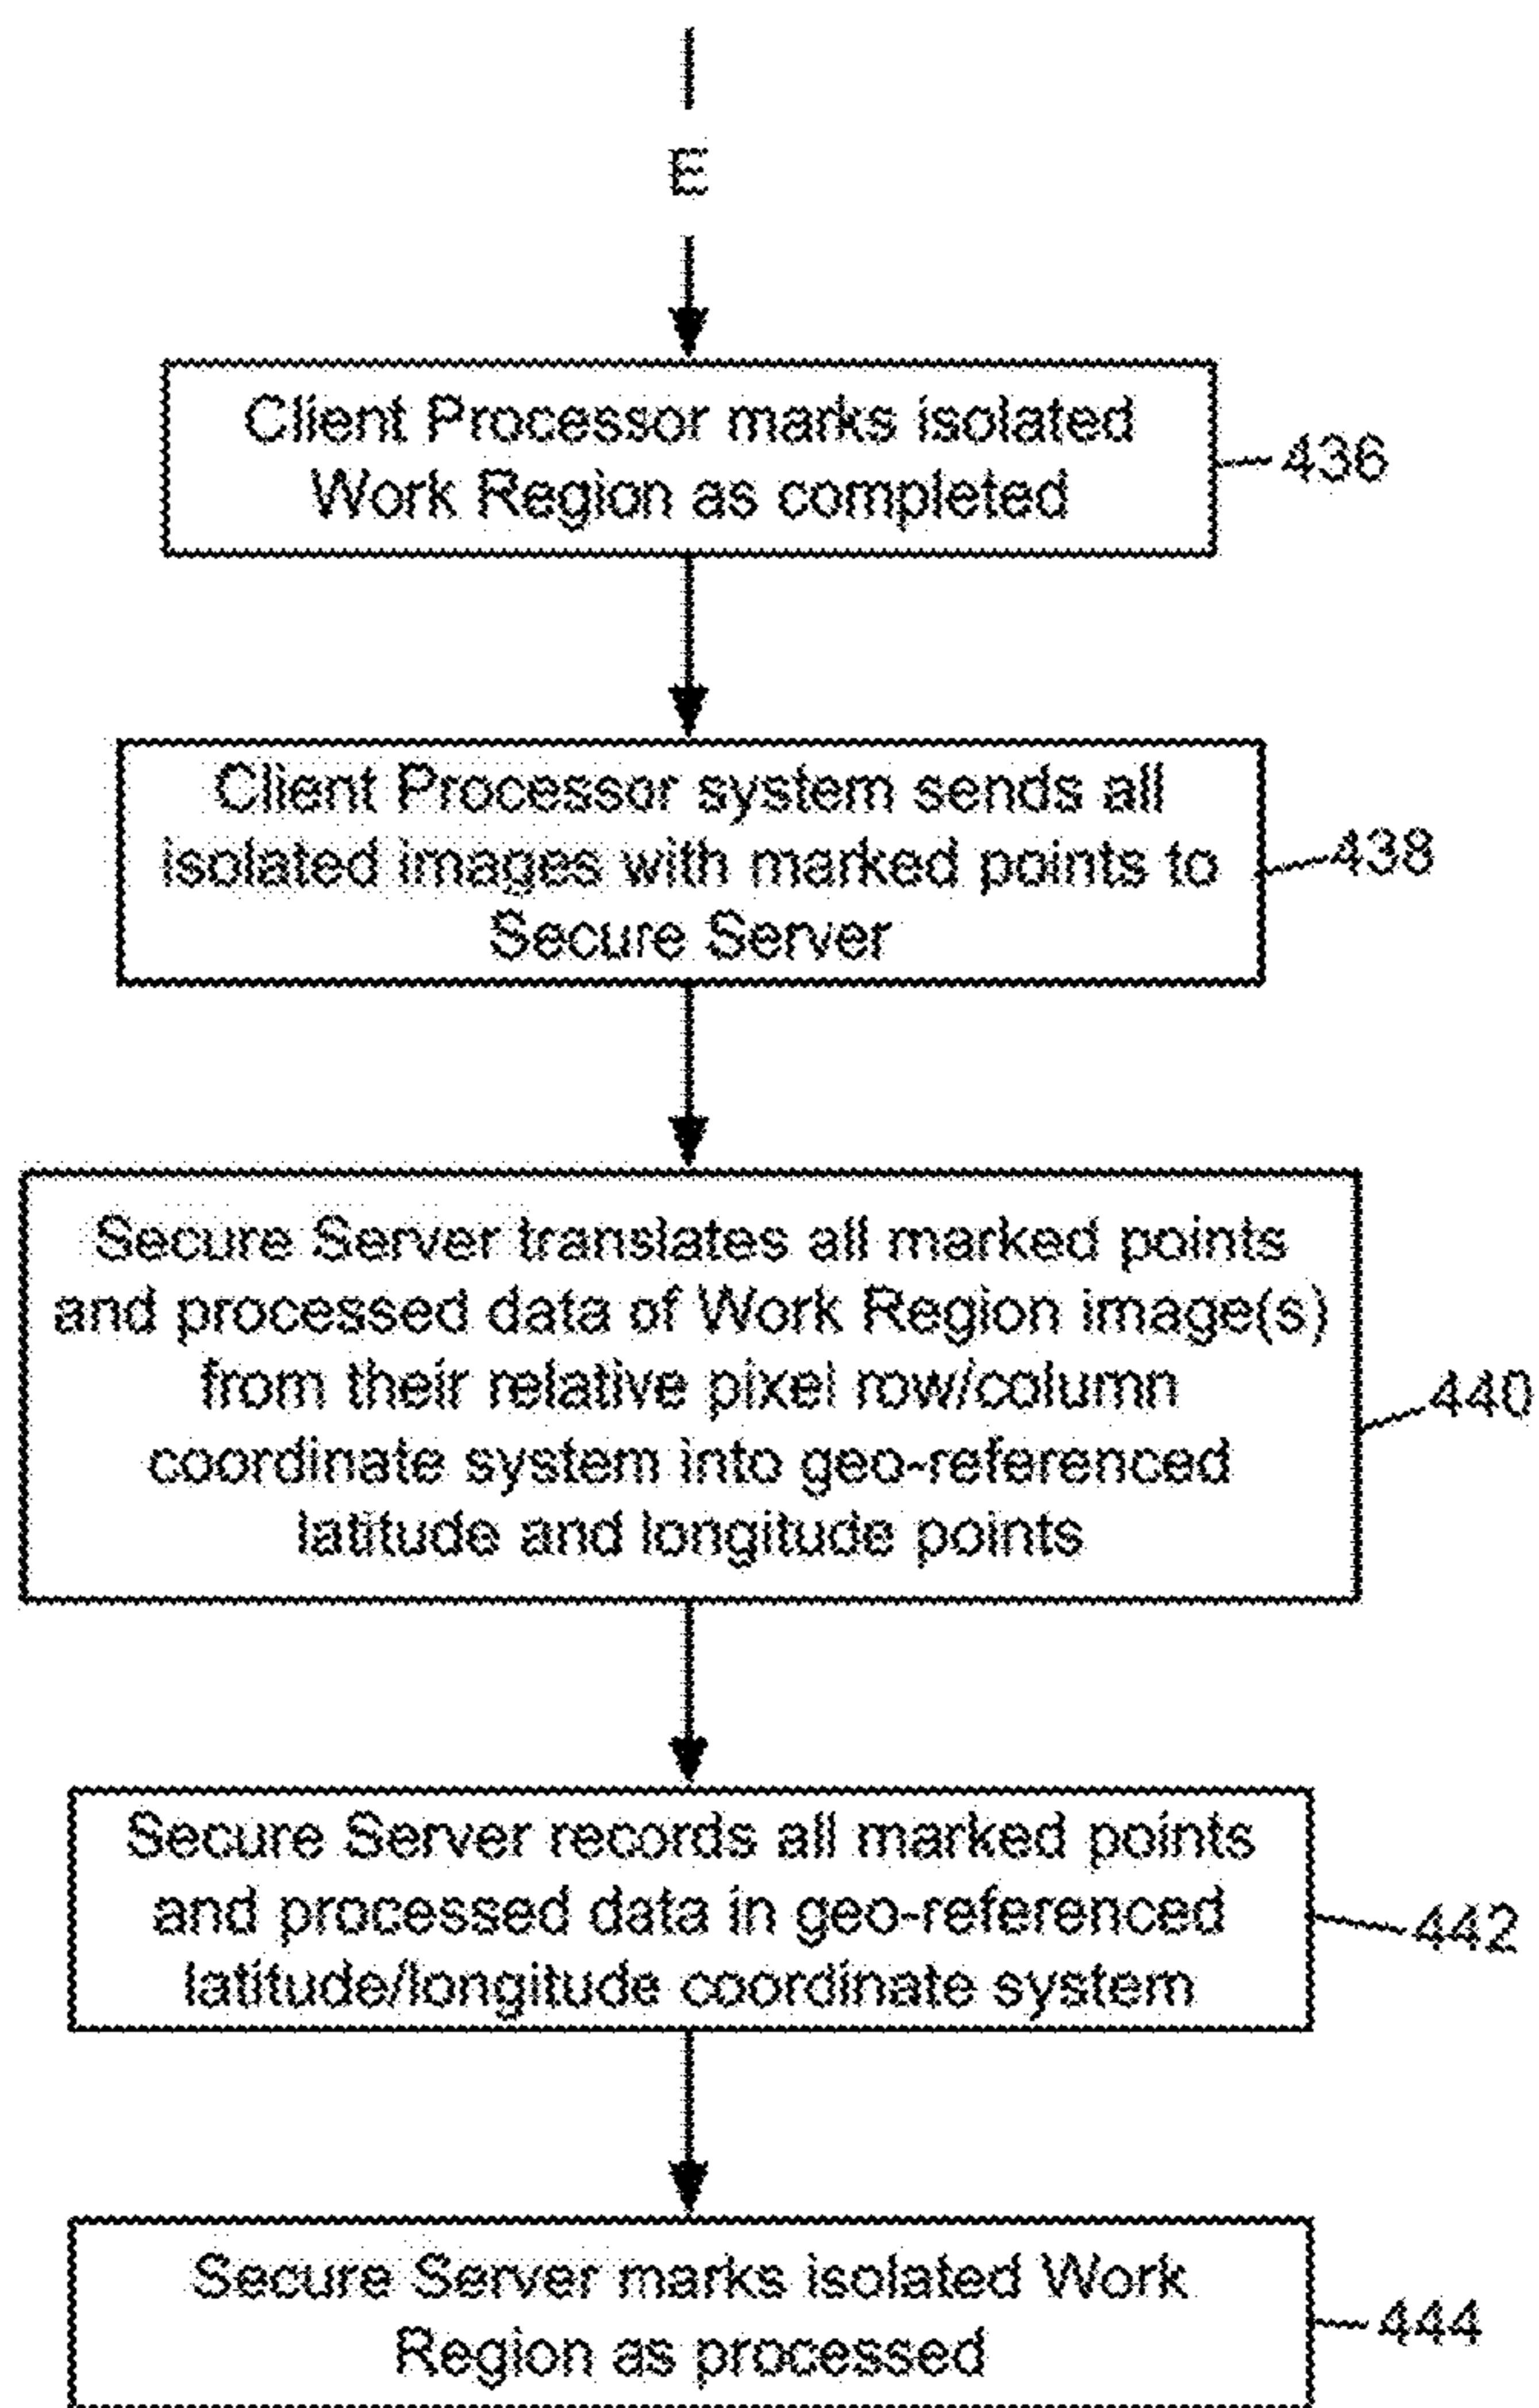 E
Client Processor marks isolated
Work Region as completed
436
Client Processor system sends all
isolated images with marked points to
Secure Server
438
Secure Server translates all marked points
and processed data of Work Region image(s)
from their relative pixel row/column
coordinate system into geo-referenced
latitude and longitude points
440
Secure Server records all marked points
and processed data in geo-referenced
latitude/longitude coordinate system
442
Secure Server marks isolated Work
Region as processed
444